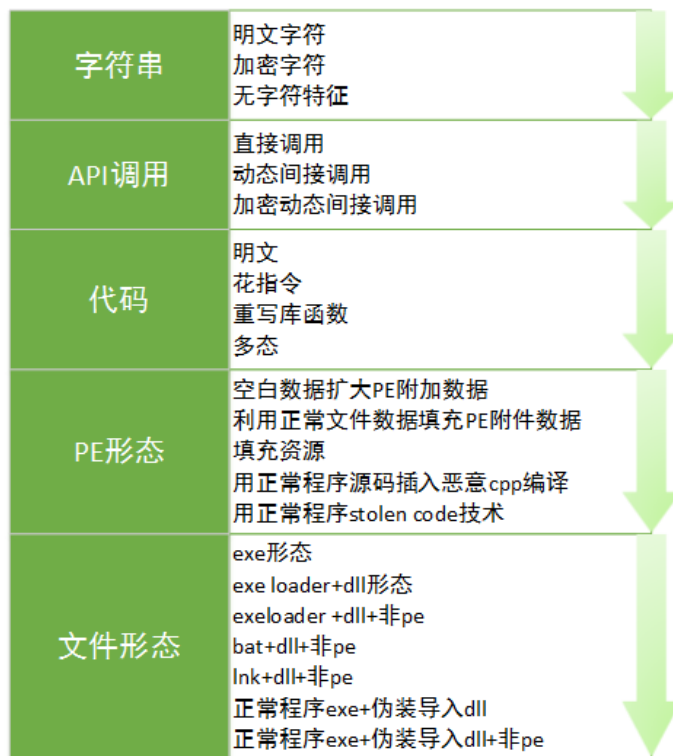 字符串
明文字符
加密字符
无字符特征
API调用
直接调用
动态间接调用
加密动态间接调用
代码
明文
花指令
重写库函数
多态
PE形态
空白数据扩大PE附加数据
利用正常文件数据填充PE附件数据
填充资源
用正常程序源码插入恶意cpp编译
用正常程序stolen code技术
文件形态
exe形态
exe loader+dll形态
exeloader +dll+非pe
bat+dll+非pe
lnk+dll+非pe
正常程序exe+伪装导入dll
正常程序exe+伪装导入dll+非pe